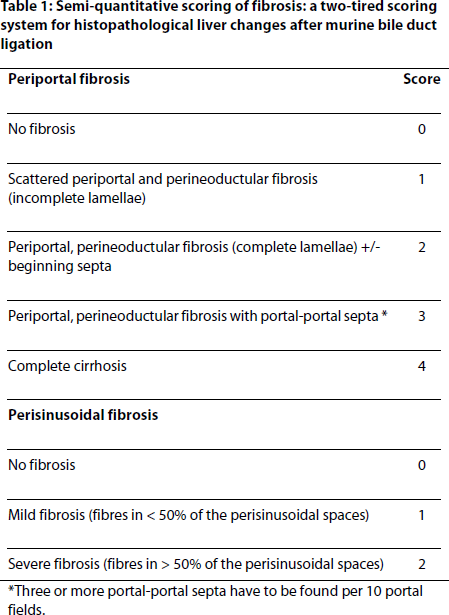 Table 1: Semi-quantitative scoring of fibrosis: a two-tired scoring
system for histopathological liver changes after murine bile duct
ligation
Periportal fibrosis Score
No fibrosis 0
Scattered periportal and perineoductular fibrosis 1
(incomplete lamellae)
Periportal, perineoductular fibrosis (complete lamellae) +/- 2
beginning septa
Periportal, perineoductular fibrosis with portal-portal septa * 3
Complete cirrhosis 4
Perisinusoidal fibrosis
No fibrosis 0
Mild fibrosis (fibres in < 50% of the perisinusoidal spaces) 1
Severe fibrosis (fibres in > 50% of the perisinusoidal spaces) 2
*Three or more portal-portal septa have to be found per 10 portal
fields.